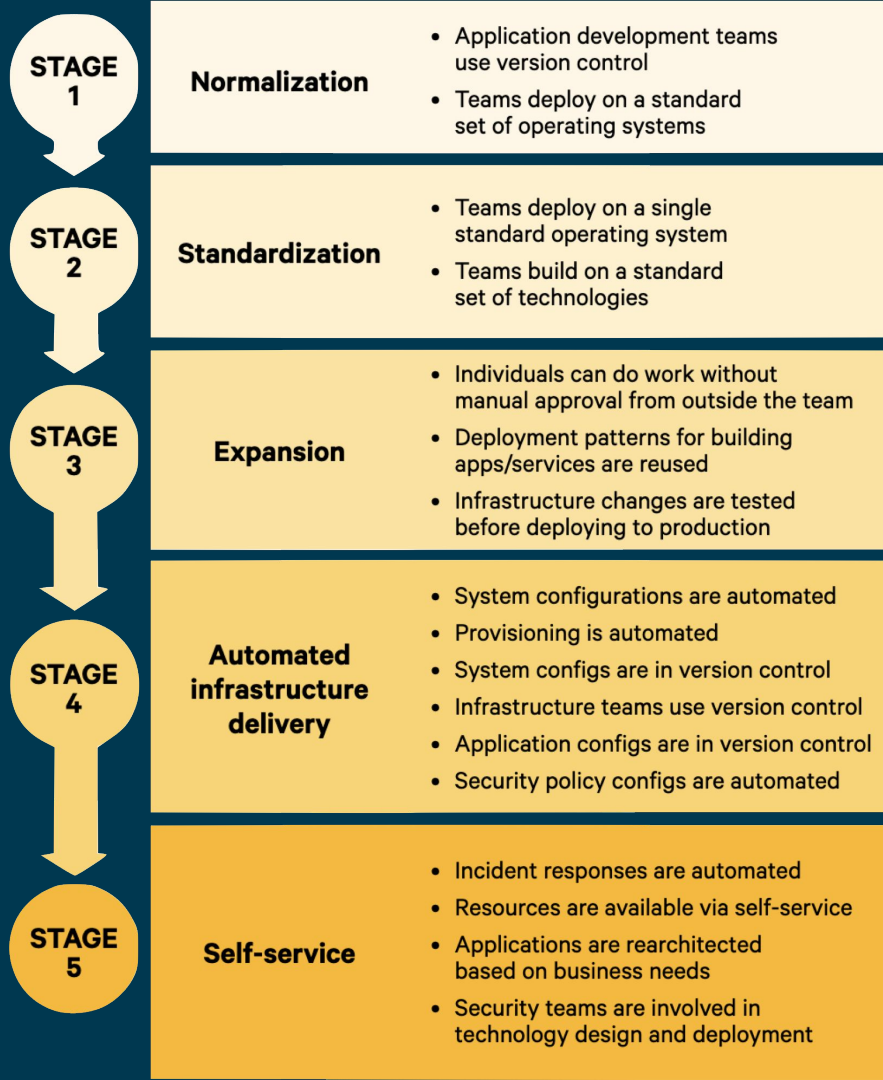 STAGE
1
Normalization
• Application development teams
use version control
• Teams deploy on a standard
set of operating systems
STAGE
2
Standardization
• Teams deploy on a single
standard operating system
• Teams build on a standard
set of technologies
STAGE
3
Expansion
• Individuals can do work without
manual approval from outside the team
• Deployment patterns for building
apps/services are reused
• Infrastructure changes are tested
before deploying to production
STAGE
4
Automated
infrastructure
delivery
• System configurations are automated
• Provisioning is automated
• System configs are in version control
• Infrastructure teams use version control
• Application configs are in version control
• Security policy configs are automated
STAGE
5
Self-service
• Incident responses are automated
• Resources are available via self-service
• Applications are rearchitected
based on business needs
• Security teams are involved in
technology design and deployment